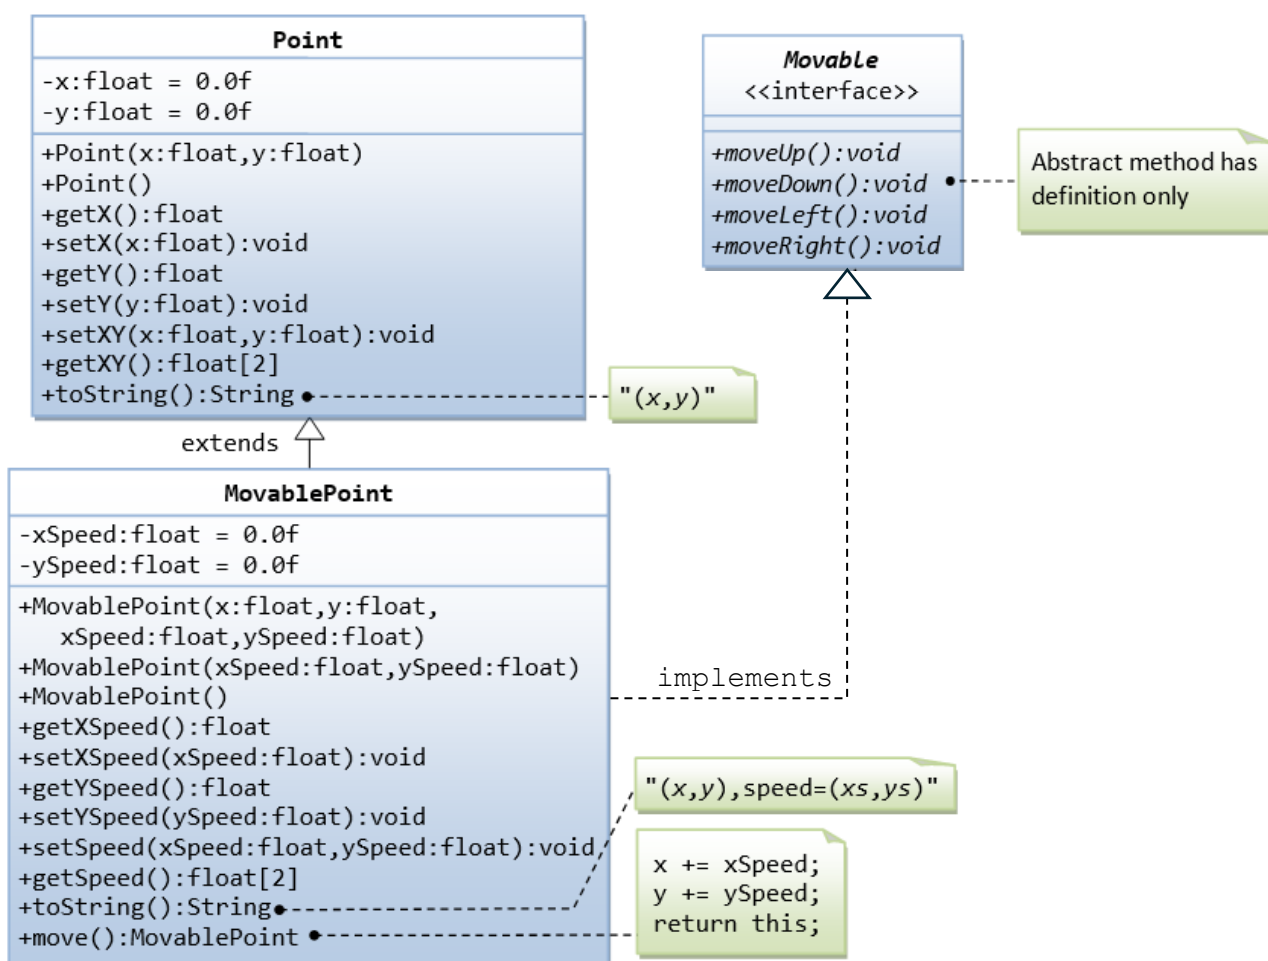 Point
-x:float = 0.0f
-y:float = 0.0f
+Point(x:float,y:float)
+Point()
+getX():float
+setX(x:float):void
+getY():float
+setY(y:float):void
+setXY(x:float,y:float):void
+getXY():float[2]
+toString():String
"(x,y)"
Movable
<<interface>>
+moveUp():void
+moveDown():void
+moveLeft():void
+moveRight():void
Abstract method has
definition only
extends
MovablePoint
-xSpeed:float = 0.0f
-ySpeed:float = 0.0f
+MovablePoint(x:float,y:float,
xSpeed:float,ySpeed:float)
+MovablePoint(xSpeed:float,ySpeed:float)
+MovablePoint()
+getXSpeed():float
+setXSpeed(xSpeed:float):void
+getYSpeed():float
+setYSpeed(ySpeed:float):void
+setSpeed(xSpeed:float,ySpeed:float):void
+getSpeed():float[2]
+toString():String
+move():MovablePoint
implements
"(x,y),speed=(xs,ys)"
x += xSpeed;
y += ySpeed;
return this;